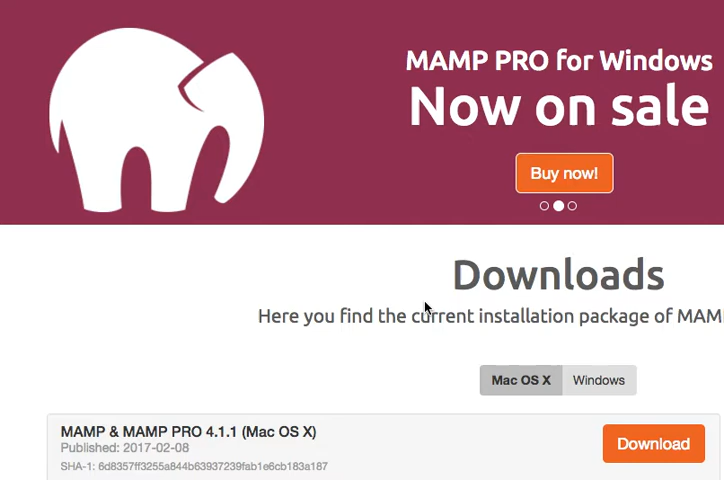 MAMP PRO for Windows
Now on sale
Buy now!
Downloads
Here you find the current installation package of MAM
Mac OS X
Windows
MAMP & MAMP PRO 4.1.1 (Mac OS X)
Published: 2017-02-08
Download
SHA-1: 6d8357ff3255a844b63937239fab1e6cb183a187